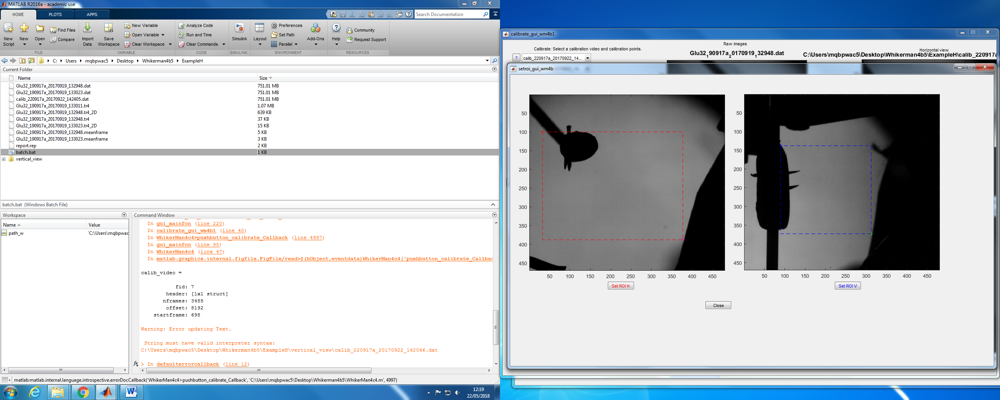 MATLAB R2016a - academic use
HOME PLOTS APPS
Search Documentation
New Script
New
Open
Find Files
Compare
Import Data
Save Workspace
New Variable
Open Variable
Clear Workspace
Analyze Code
Run and Time
Clear Commands
Simulink
Layout
Preferences
Set Path
Parallel
Add-Ons
Help
Community
Request Support
FILE VARIABLE CODE SIMULINK ENVIRONMENT RESOURCES
C: Users mqbpwac5 Desktop Whikerman4b5 ExampleH
Current Folder
Name Size
Glu32_190917a_20170919_132948.dat 751.01 MB
Glu32_190917a_20170919_133023.dat 751.01 MB
calib_220917a_20170922_142405.dat 751.01 MB
Glu32_190917a_20170919_133011.tr4 1.07 MB
Glu32_190917a_20170919_132948.tr4_2D 639 KB
Glu32_190917a_20170919_132948.tr4 37 KB
Glu32_190917a_20170919_133023.tr4_2D 15 KB
Glu32_190917a_20170919_132948.meanframe 5 KB
Glu32_190917a_20170919_133023.meanframe 3 KB
report.rep 2 KB
batch.bat 1 KB
vertical_view
batch.bat (Windows Batch File)
Workspace
Name Value
path_w 'C:\Users\mqbpwac
Command Window
In gui_mainfcn (line 220)
In calibrate_gui_wm4b1 (line 40)
In WhikerMan4c4>pushbutton_calibrate_Callback (line 4997)
In gui_mainfcn (line 95)
In WhikerMan4c4 (line 47)
In matlab.graphics.internal.figfile.FigFile/read>@(hObject,eventdata)WhikerMan4c4('pushbutton_calibrate_Callbac
calib_video =
fid: 7
header: [1x1 struct]
nframes: 3488
offset: 8192
startframe: 698
Warning: Error updating Text.
String must have valid interpreter syntax:
C:\Users\mqbpwac5\Desktop\Whikerman4b5\ExampleH\vertical_view\calib_220917a_20170922_142046.dat
fx > In defaulterrorcallback (line 12)
matlab:matlab.internal.language.introspective.errorDocCallback('WhikerMan4c4>pushbutton_calibrate_Callback', 'C:\Users\mqbpwac5\Desktop\Whikerman4b5\WhikerMan4c4.m', 4997)
12:19
22/05/2018
calibrate_gui_wm4b1
Raw images
Calibrate: Select a calibration video and calibration points.
Horizontal view
? calib_220917a_20170922_14...
Glu32190917a20170919132948.dat
C:\Users\mqbpwac5\Desktop\Whikerman4b5\ExampleH\calib_220917a
setroi_gui_wm4b
50
100
150
200
250
300
350
400
450
50 100 150 200 250 300 350 400 450
Set ROI H
50
100
150
200
250
300
350
400
450
50 100 150 200 250 300 350 400 450
Set ROI V
Close